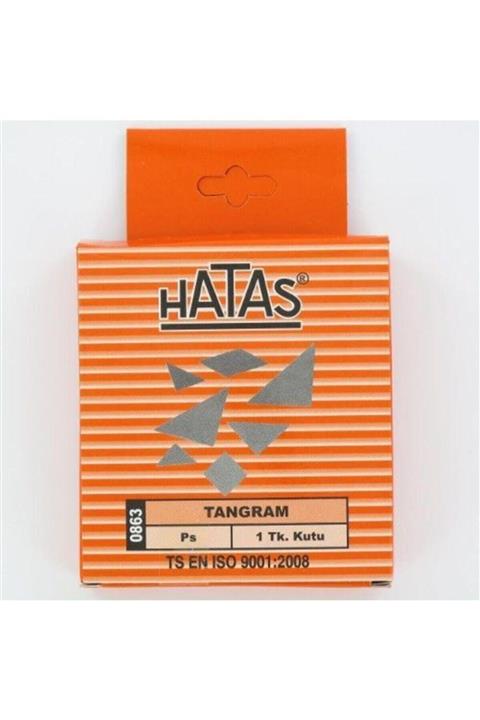 HATAS®
0863
TANGRAM
Ps
1 Tk. Kutu
TS EN ISO 9001:2008